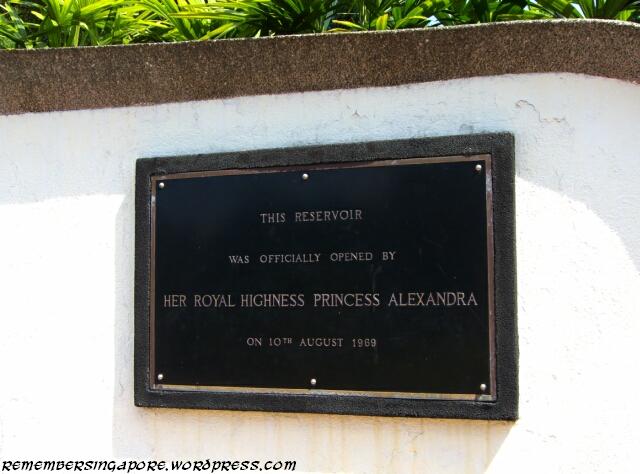 THIS RESERVOIR
WAS OFFICIALLY OPENED BY
HER ROYAL HIGHNESS PRINCESS ALEXANDRA
ON 10TH AUGUST 1969
REMEMBERSINGAPORE.WORDPRESS.COM